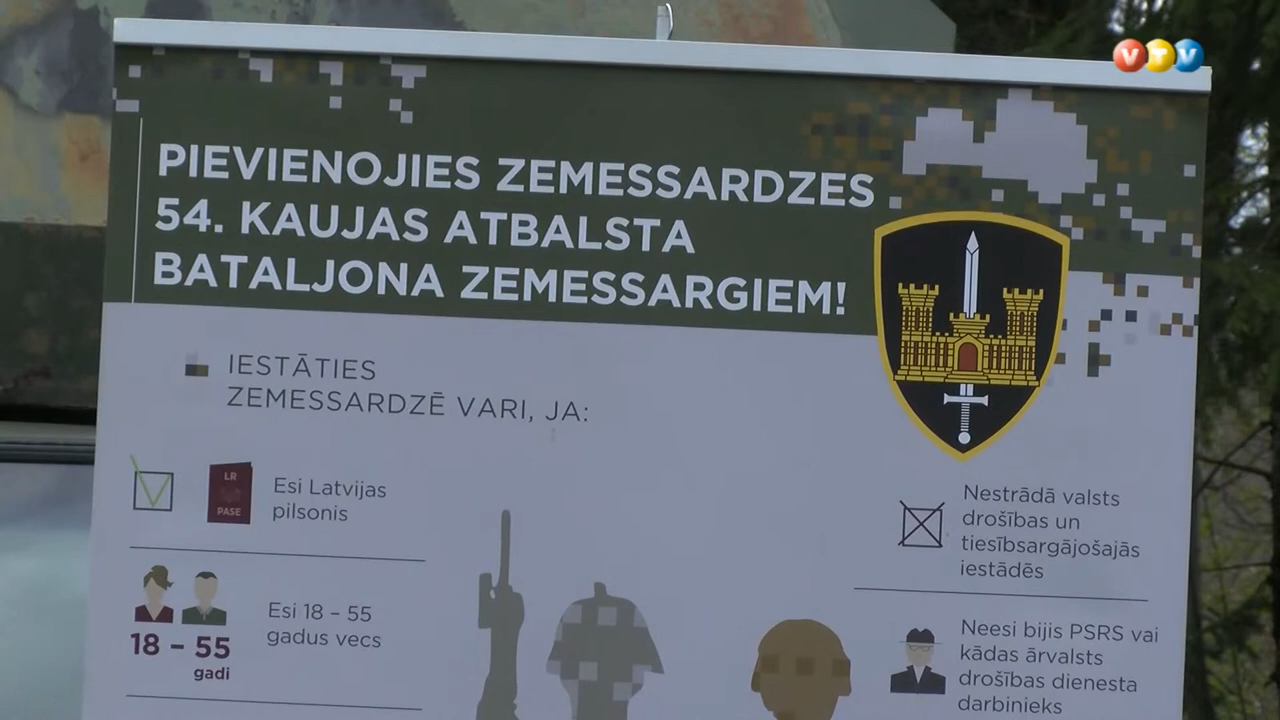 VTV
PIEVIENOJIES ZEMESSARDZES
54. KAUJAS ATBALSTA
BATALJONA ZEMESSARGIEM!
IESTĀTIES
ZEMESSARDZĒ VARI, JA:
LR
PASE
Esi Latvijas
pilsonis
18 – 55
gadi
Esi 18 – 55
gadus vecs
Nestrādā valsts
drošības un
tiesībsargājošajās
iestādēs
Neesi bijis PSRS vai
kādas ārvalsts
drošības dienesta
darbinieks